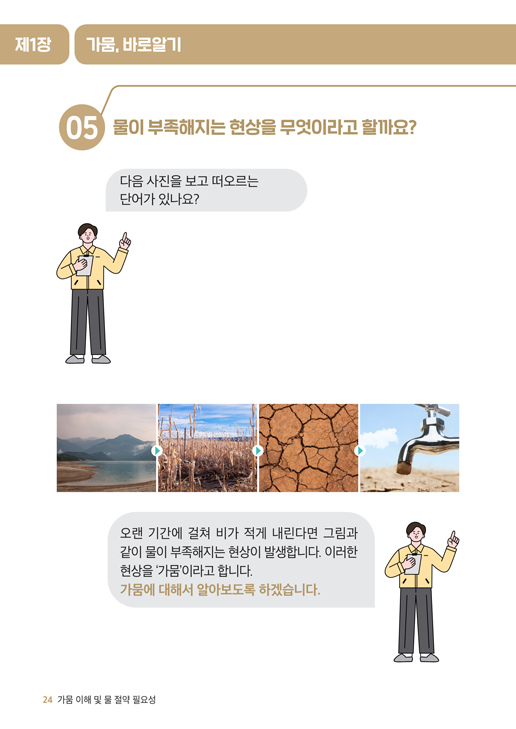 제1장 가뭄, 바로알기
05 물이 부족해지는 현상을 무엇이라고 할까요?
다음 사진을 보고 떠오르는
단어가 있나요?
오랜 기간에 걸쳐 비가 적게 내린다면 그림과
같이 물이 부족해지는 현상이 발생합니다. 이러한
현상을 ‘가뭄’이라고 합니다.
가뭄에 대해서 알아보도록 하겠습니다.
24 가뭄 이해 및 물 절약 필요성